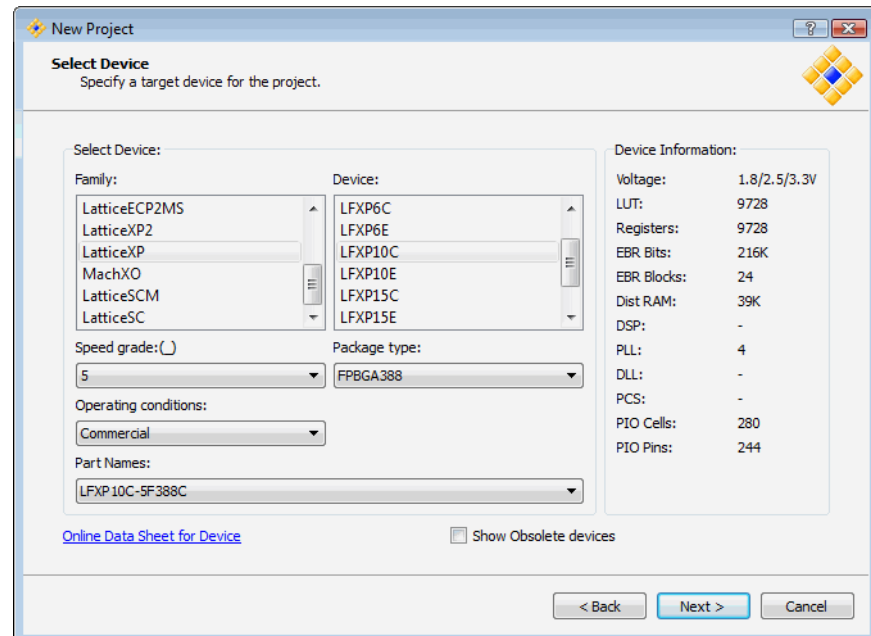 New Project
Select Device
Specify a target device for the project.
Select Device:
Family:
LatticeECP2MS
LatticeXP2
LatticeXP
MachXO
LatticeSCM
LatticeSC
Device:
LFXP6C
LFXP6E
LFXP10C
LFXP10E
LFXP15C
LFXP15E
Speed grade:(_)
5
Package type:
FPBGA388
Operating conditions:
Commercial
Part Names:
LFXP10C-5F388C
Device Information:
Voltage: 1.8/2.5/3.3V
LUT: 9728
Registers: 9728
EBR Bits: 216K
EBR Blocks: 24
Dist RAM: 39K
DSP: -
PLL: 4
DLL: -
PCS: -
PIO Cells: 280
PIO Pins: 244
Online Data Sheet for Device
Show Obsolete devices
< Back
Next >
Cancel